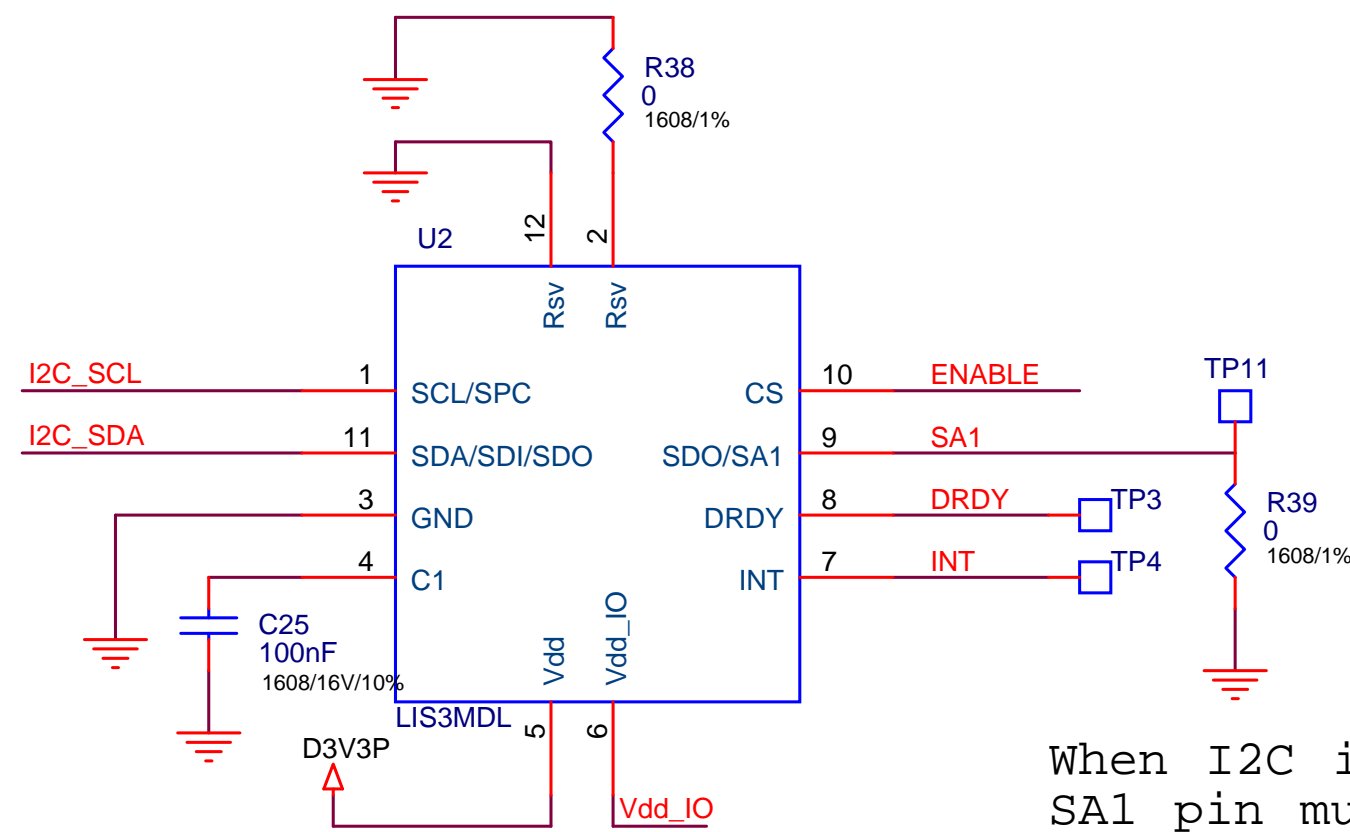 R38
0
1608/1%
U2
12
2
Rsv
Rsv
I2C_SCL
1
SCL/SPC
CS
10
ENABLE
TP11
I2C_SDA
11
SDA/SDI/SDO
SDO/SA1
9
SA1
3
GND
DRDY
8
DRDY
TP3
R39
0
1608/1%
4
C1
INT
7
INT
TP4
C25
100nF
1608/16V/10%
Vdd
Vdd_IO
LIS3MDL
5
6
D3V3P
Vdd_IO
When I2C i
SA1 pin mu